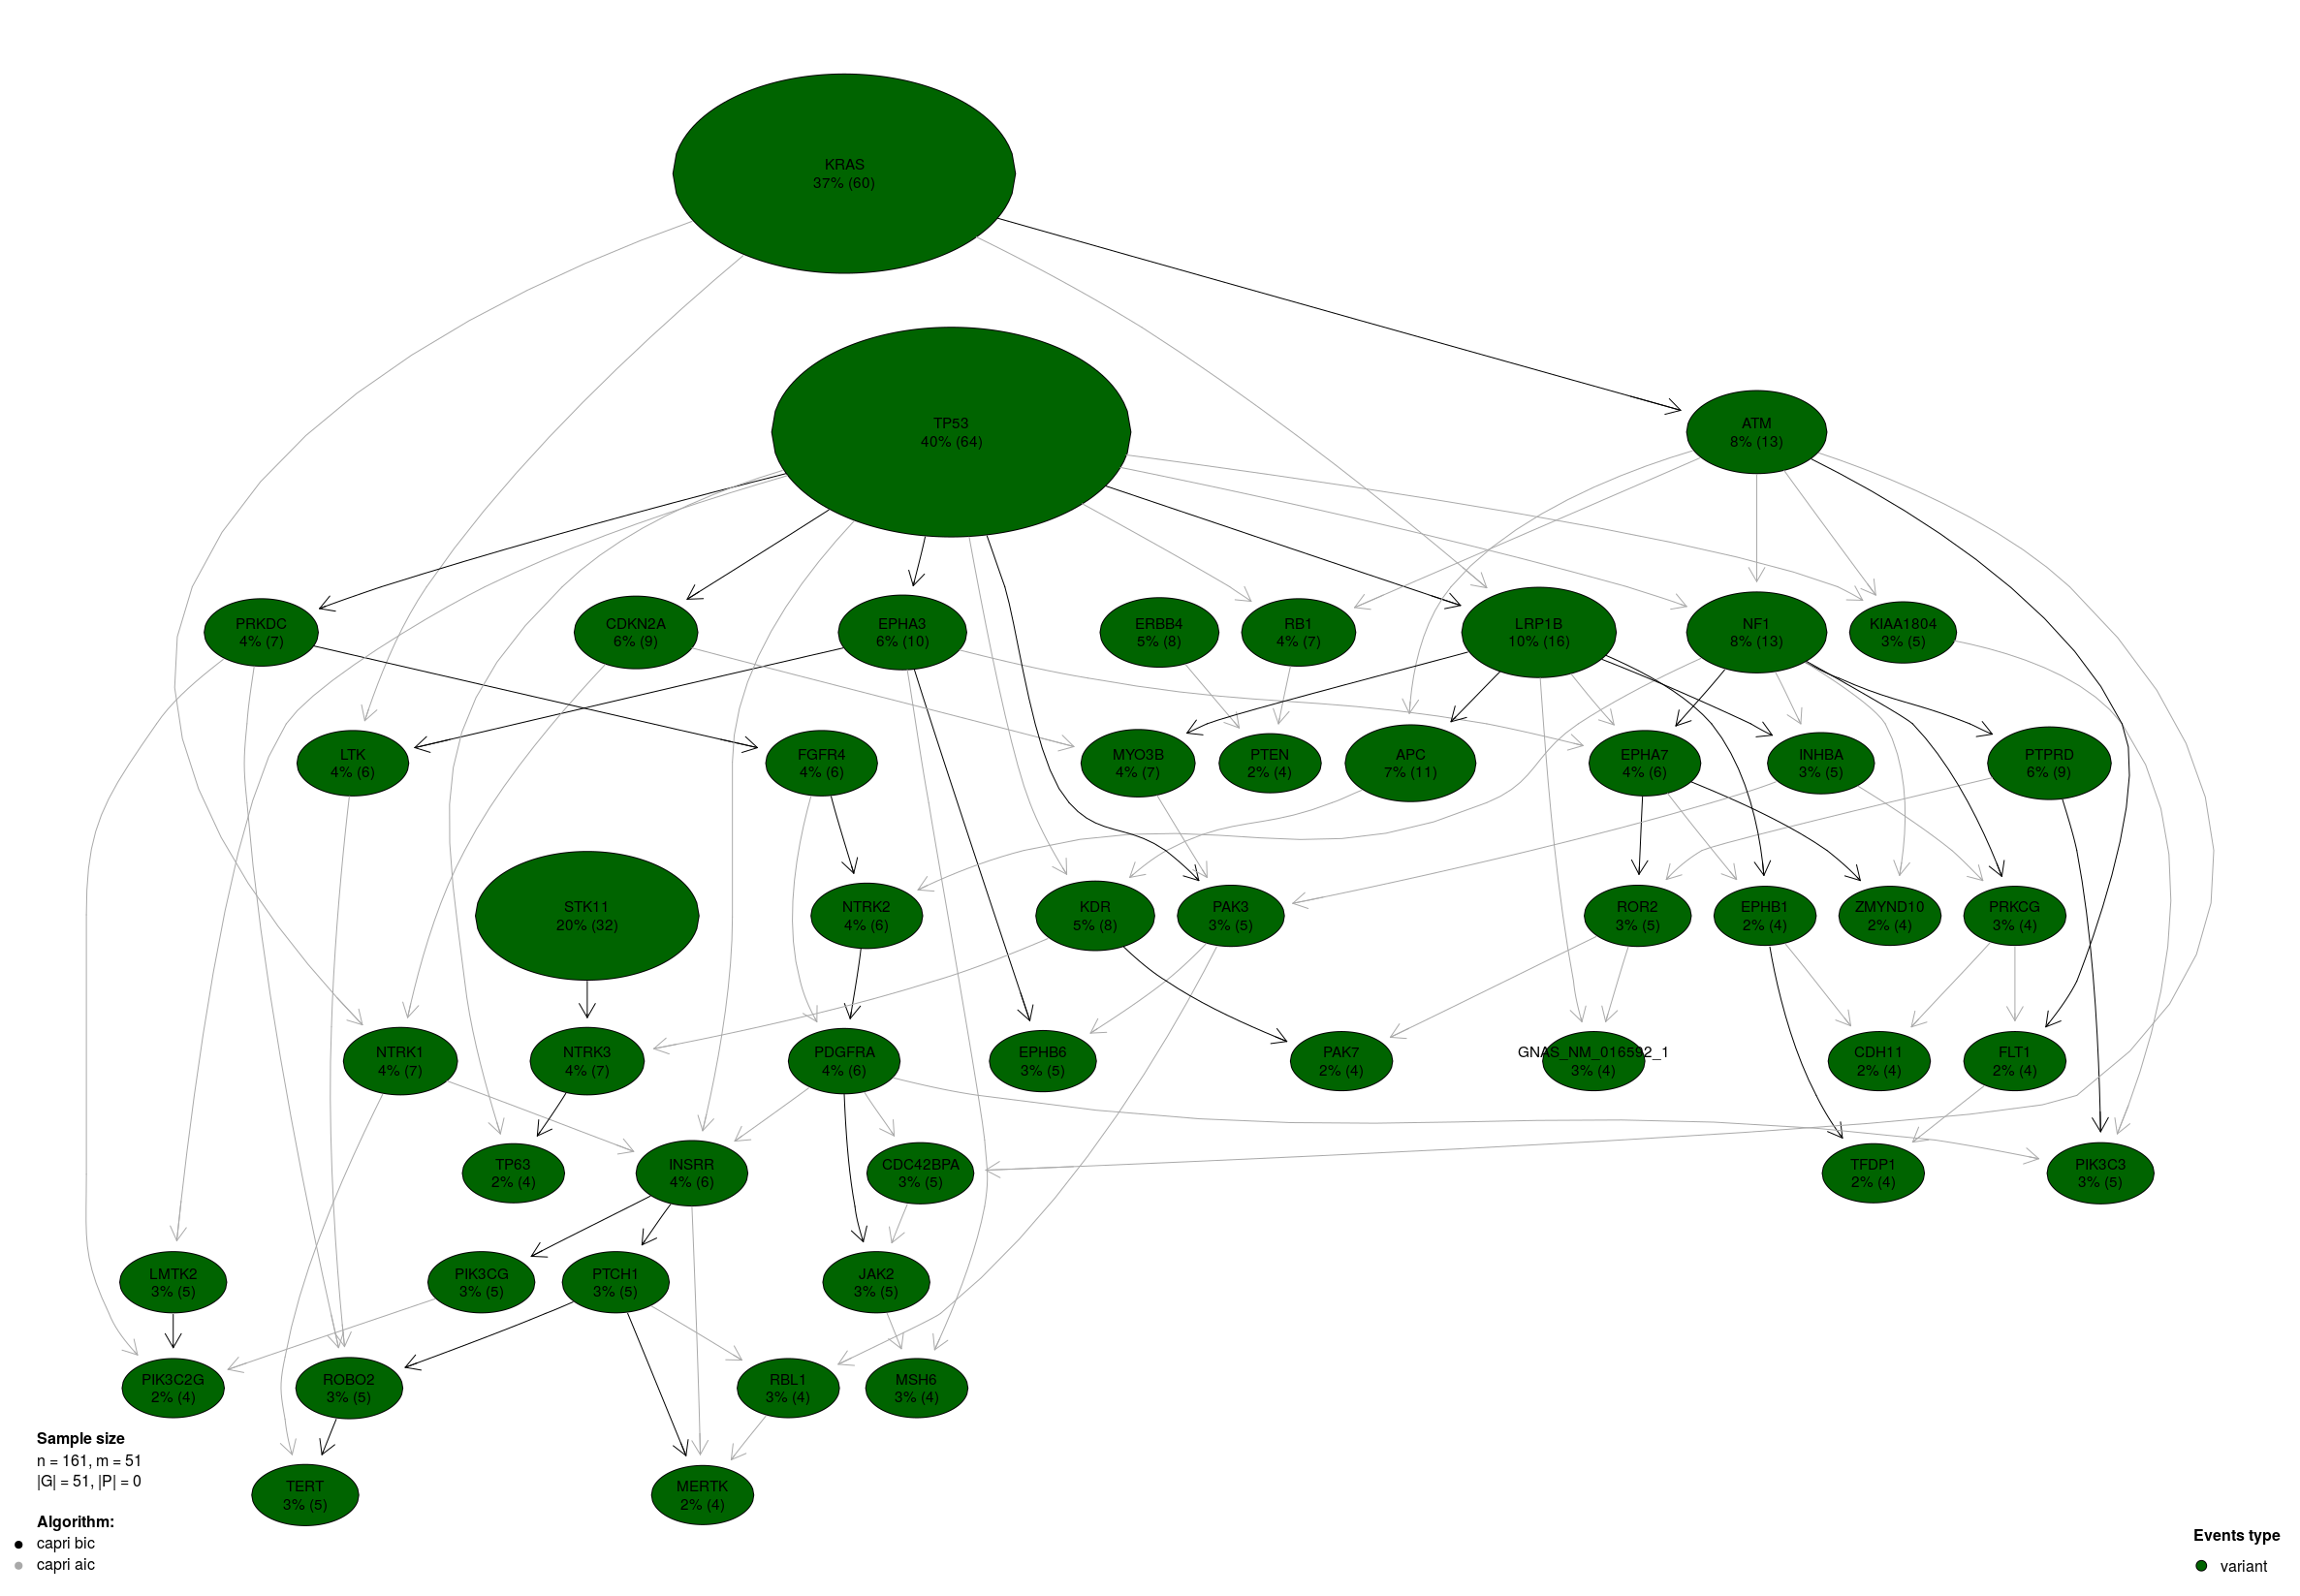 KRAS
37% (60)
TP53
40% (64)
ATM
8% (13)
PRKDC
4% (7)
CDKN2A
6% (9)
EPHA3
6% (10)
ERBB4
5% (8)
RB1
4% (7)
LRP1B
10% (16)
NF1
8% (13)
KIAA1804
3% (5)
LTK
4% (6)
FGFR4
4% (6)
MYO3B
4% (7)
PTEN
2% (4)
APC
7% (11)
EPHA7
4% (6)
INHBA
3% (5)
PTPRD
6% (9)
STK11
20% (32)
NTRK2
4% (6)
KDR
5% (8)
PAK3
3% (5)
ROR2
3% (5)
EPHB1
2% (4)
ZMYND10
2% (4)
PRKCG
3% (4)
NTRK1
4% (7)
NTRK3
4% (7)
PDGFRA
4% (6)
EPHB6
3% (5)
PAK7
2% (4)
GNAS_NM_016592_1
3% (4)
CDH11
2% (4)
FLT1
2% (4)
TP63
2% (4)
INSRR
4% (6)
CDC42BPA
3% (5)
TFDP1
2% (4)
PIK3C3
3% (5)
LMTK2
3% (5)
PIK3CG
3% (5)
PTCH1
3% (5)
JAK2
3% (5)
PIK3C2G
2% (4)
ROBO2
3% (5)
RBL1
3% (4)
MSH6
3% (4)
TERT
3% (5)
MERTK
2% (4)
Sample size
n = 161, m = 51
|G| = 51, |P| = 0
Algorithm:
capri bic
capri aic
Events type
variant